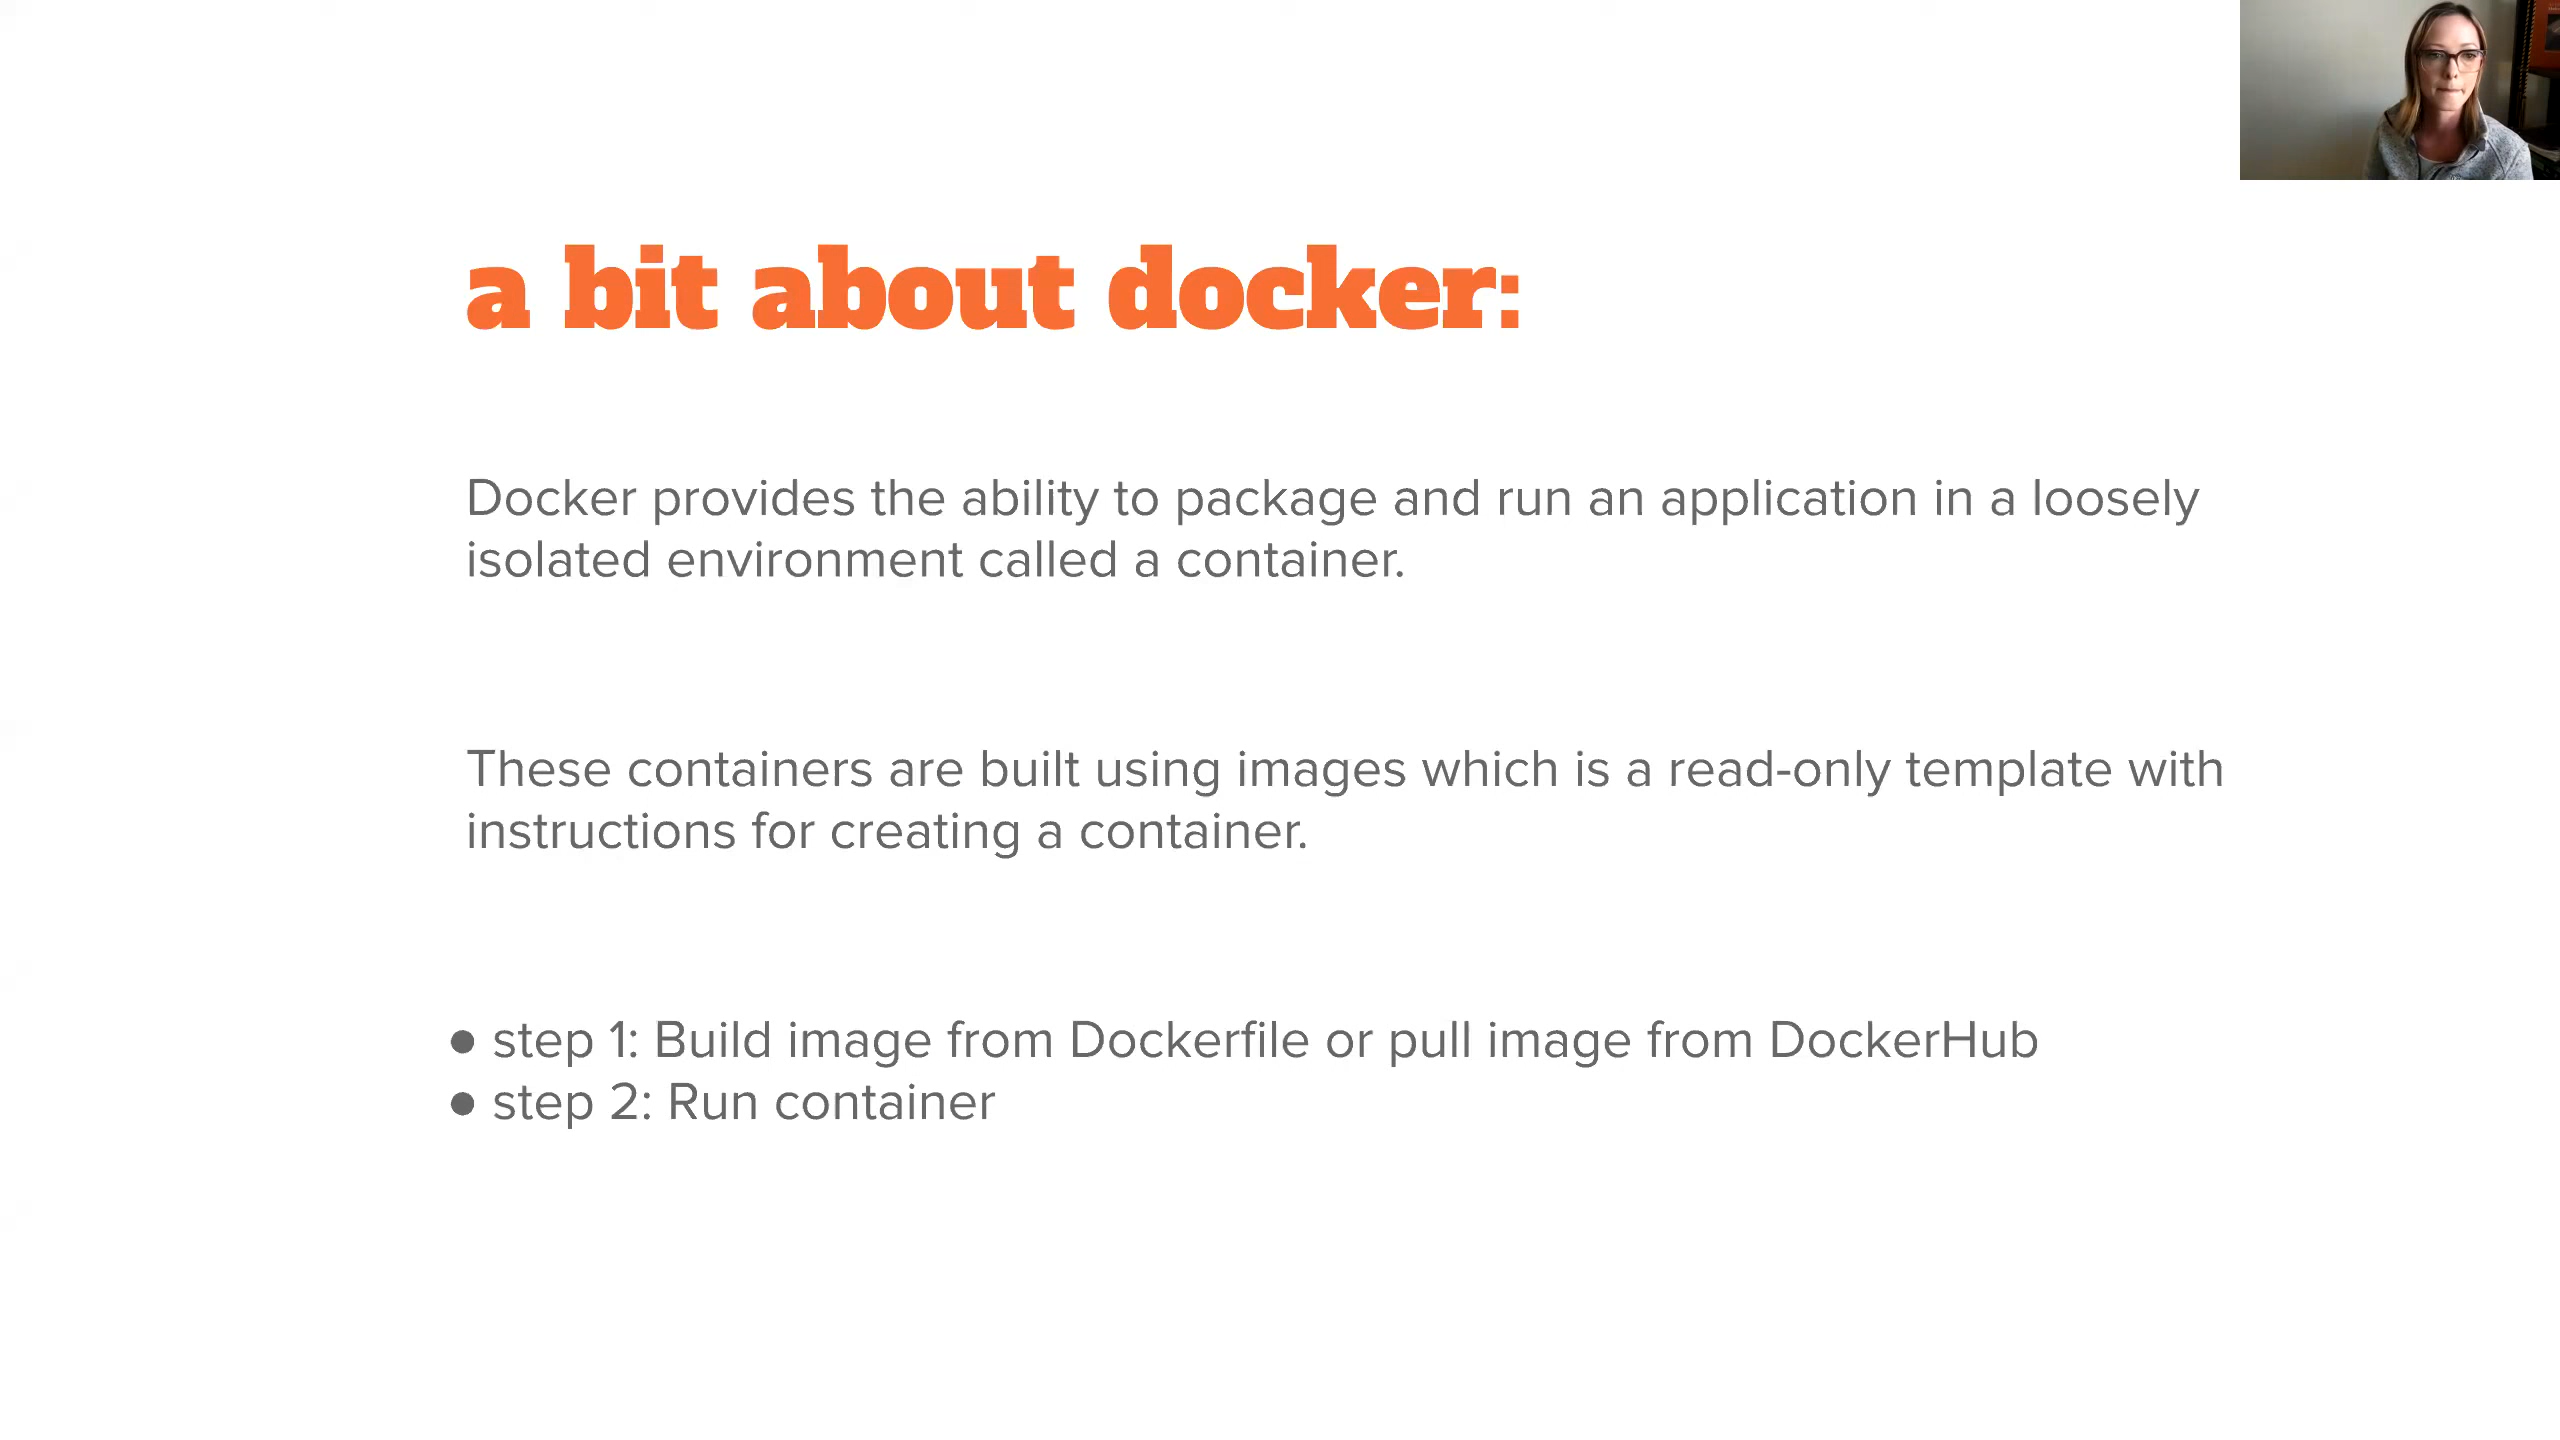 a bit about docker:
Docker provides the ability to package and run an application in a loosely
isolated environment called a container.
These containers are built using images which is a read-only template with
instructions for creating a container.
● step 1: Build image from Dockerfile or pull image from DockerHub
● step 2: Run container